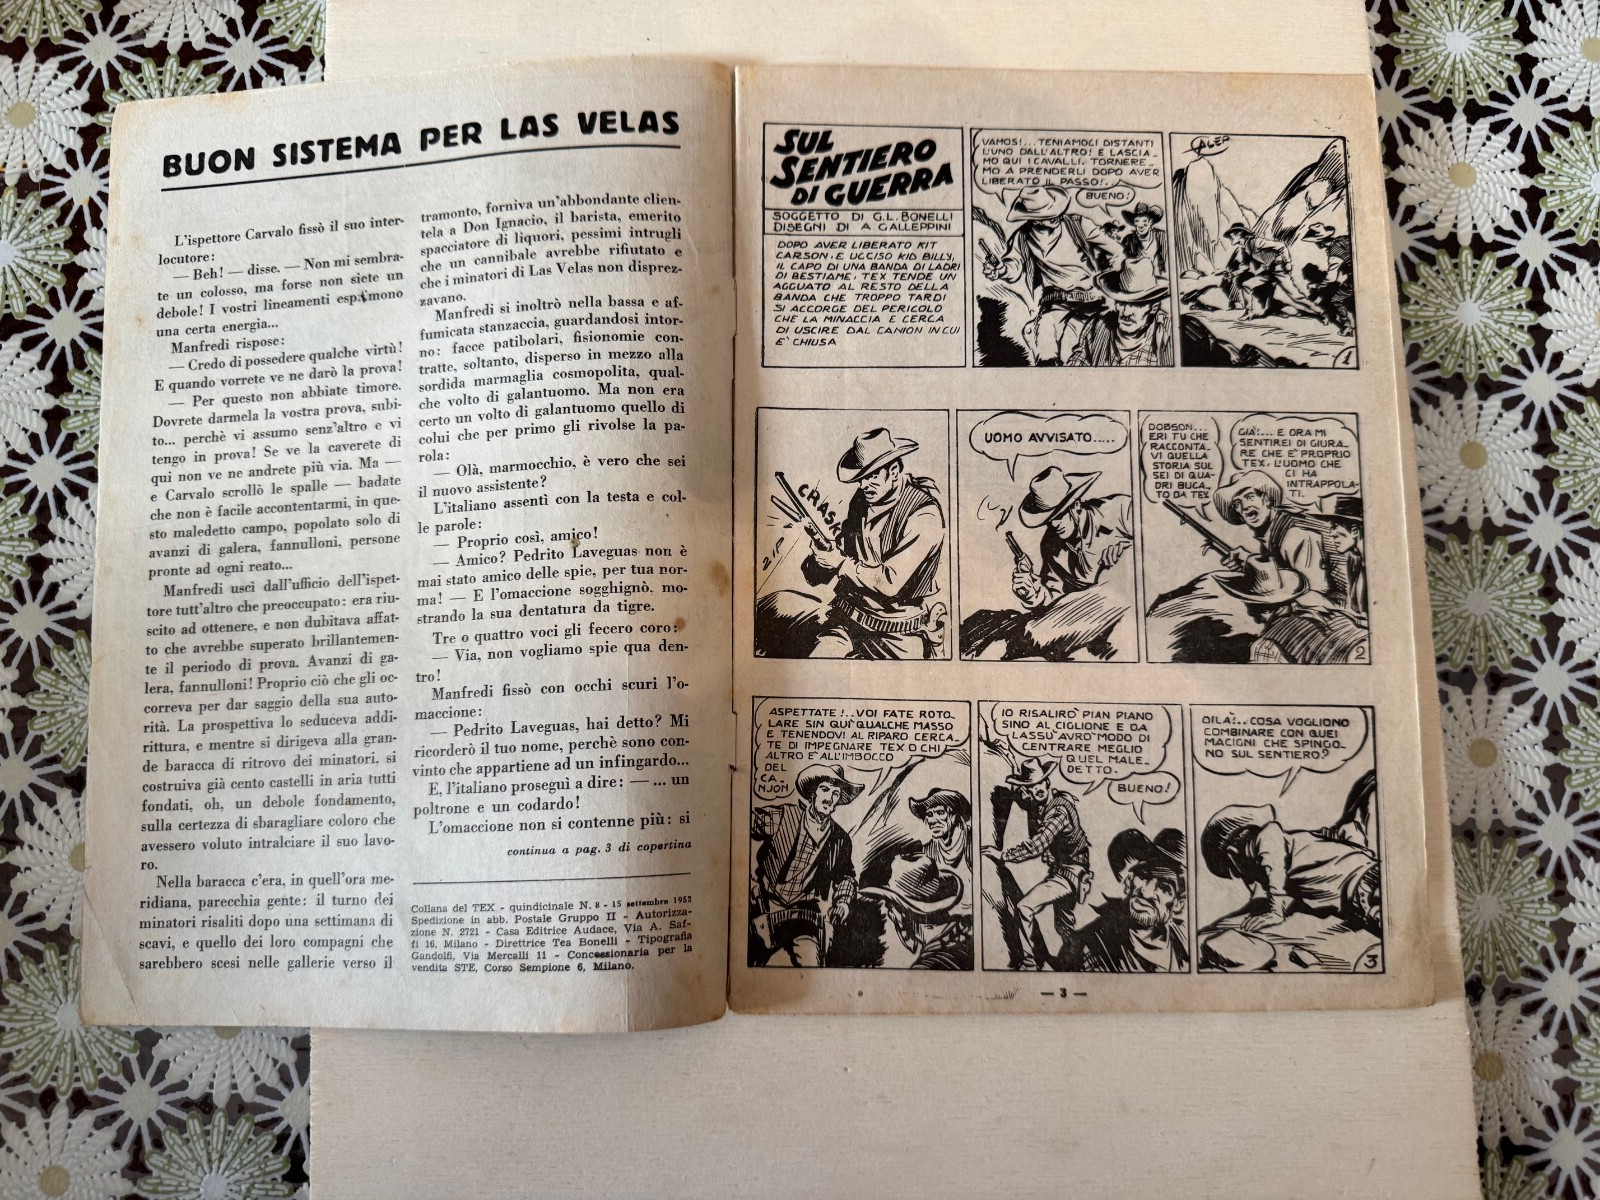 BUON SISTEMA PER LAS VELAS
L'ispettore Carvalo fissò il suo inter-
locutore:
— Beh! — disse. — Non mi sembra-
te un colosso, ma forse non siete un
debole! I vostri lineamenti esprimono
una certa energia...
Manfredi rispose:
— Credo di possedere qualche virtù!
E quando vorrete ve ne darò la prova!
— Per questo non abbiate timore.
Dovrete darmela la vostra prova, subi-
to... perchè vi assumo senz'altro e vi
tengo in prova! Se ve la caverete di
qui non ve ne andrete più via. Ma —
e Carvalo scrollò le spalle — badate
che non è facile accontentarmi, in que-
sto maledetto campo, popolato solo di
avanzi di galera, fannulloni, persone
pronte ad ogni reato...
Manfredi uscì dall'ufficio dell'ispet-
tore tutt'altro che preoccupato: era riu-
scito ad ottenere, e non dubitava affat-
to che avrebbe superato brillantemen-
te il periodo di prova. Avanzi di ga-
lera, fannulloni! Proprio ciò che gli oc-
correva per dar saggio della sua auto-
rità. La prospettiva lo seduceva addi-
rittura, e mentre si dirigeva alla gran-
de baracca di ritrovo dei minatori, si
costruiva già cento castelli in aria tutti
fondati, oh, un debole fondamento,
sulla certezza di sbaragliare coloro che
avessero voluto intralciare il suo lavo-
ro.
Nella baracca c'era, in quell'ora me-
ridiana, parecchia gente: il turno dei
minatori risaliti dopo una settimana di
scavi, e quello dei loro compagni che
sarebbero scesi nelle gallerie verso il
tramonto, forniva un'abbondante clien-
tela a Don Ignacio, il barista, emerito
spacciatore di liquori, pessimi intrugli
che un cannibale avrebbe rifiutato e
che i minatori di Las Velas non disprez-
zavano.
Manfredi si inoltrò nella bassa e af-
fumicata stanzaccia, guardandosi intor-
no: facce patibolari, fisionomie con-
tratte, soltanto, disperso in mezzo alla
sordida marmaglia cosmopolita, qual-
che volto di galantuomo. Ma non era
certo un volto di galantuomo quello di
colui che per primo gli rivolse la pa-
rola:
— Olà, marmocchio, è vero che sei
il nuovo assistente?
L'italiano assentì con la testa e col-
le parole:
— Proprio così, amico!
— Amico? Pedrito Laveguas non è
mai stato amico delle spie, per tua nor-
ma! — E l'omaccione sogghignò, mo-
strando la sua dentatura da tigre.
Tre o quattro voci gli fecero coro:
— Via, non vogliamo spie qua den-
tro!
Manfredi fissò con occhi scuri l'o-
maccione:
— Pedrito Laveguas, hai detto? Mi
ricorderò il tuo nome, perchè sono con-
vinto che appartiene ad un infingardo...
E, l'italiano proseguì a dire: — ... un
poltrone e un codardo!
L'omaccione non si contenne più: si
continua a pag. 3 di copertina
Collana del TEX - quindicinale N. 8 - 15 settembre 1952
Spedizione in abb. Postale Gruppo II - Autorizza-
zione N. 2721 - Casa Editrice Audace, Via A. Saf-
fi 16, Milano - Direttrice Tea Bonelli - Tipografia
Gandolfi, Via Mercalli 11 - Concessionaria per la
vendita STE, Corso Sempione 6, Milano.
SUL
SENTIERO
DI GUERRA
SOGGETTO DI G.L. BONELLI
DISEGNI DI A GALLEPPINI
DOPO AVER LIBERATO KIT
CARSON, E UCCISO KID BILLY,
IL CAPO DI UNA BANDA DI LADRI
DI BESTIAME, TEX TENDE UN
AGGUATO AL RESTO DELLA
BANDA CHE TROPPO TARDI
SI ACCORGE DEL PERICOLO
CHE LA MINACCIA E CERCA
DI USCIRE DAL CANION IN CUI
E' CHIUSA
VAMOS!...TENIAMOCI DISTANTI
L'UNO DALL'ALTRO! E LASCIA-
MO QUI I CAVALLI. TORNERE-
MO A PRENDERLI DOPO AVER
LIBERATO IL PASSO!.
BUENO!
GALEP
1
CRASK
ZIP
UOMO AVVISATO.....
DOBSON...
ERI TU CHE
RACCONTA-
VI QUELLA
STORIA SUI
SEI DI QUA-
DRI BUCA-
TO DA TEX
GIÀ!... E ORA MI
SENTIREI DI GIURA-
RE CHE E' PROPRIO
TEX, L'UOMO CHE
CI HA
INTRAPPOLA-
TI.
2
ASPETTATE!..VOI FATE ROTO-
LARE SIN QUI QUALCHE MASSO
E TENENDOVI AL RIPARO CERCA-
TE DI IMPEGNARE TEX O CHI
ALTRO E' ALL'IMBOCCO
DEL
CA-
NJON
IO RISALIRO' PIAN PIANO
SINO AL CIGLIONE E DA
LASSU' AVRO' MODO DI
CENTRARE MEGLIO
QUEL MALE-
DETTO.
BUENO!
OILÀ!.. COSA VOGLIONO
COMBINARE CON QUEI
MACIGNI CHE SPINGO-
NO SUL SENTIERO?
3
— 3 —